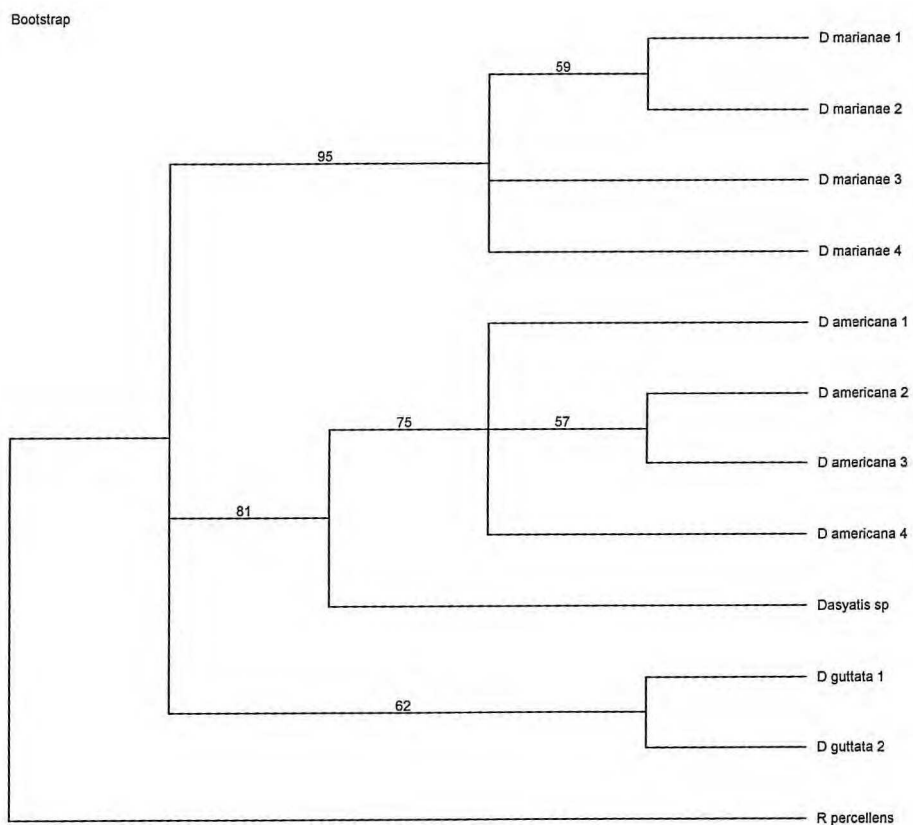 Bootstrap
D marianae 1
59
D marianae 2
95
D marianae 3
D marianae 4
D americana 1
D americana 2
75
57
D americana 3
81
D americana 4
Dasyatis sp
D guttata 1
62
D guttata 2
R percellens